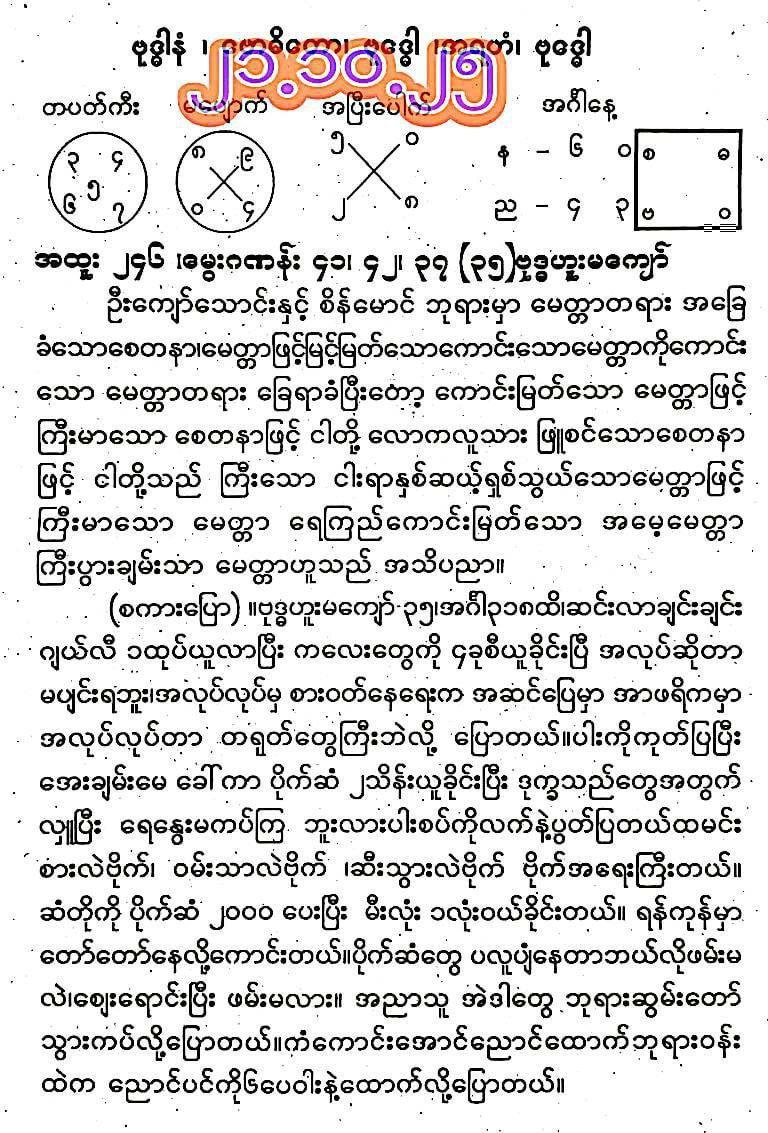 ဗုဒ္ဓါနံ ၊ ဗုဒ္ဓေါ ၊အရဟံ၊ ဗုဒ္ဓေါ
၂၁.၁၀.၂၅
တပတ်ကီး မပျောက် အပြီးပေါက် အင်္ဂါနေ့
၃ ၄ ၈ ၉ ၅ ၀ န – ၆ ၀ စ ဓ
၅
၆ ၇ ၀ ၄ ၂ ၈ ည – ၄ ၃ ဗ ဝ
အထူး ၂၄၆ ၊မွေးဂဏန်း ၄၁၊ ၄၂၊ ၃၇ (၃၅)ဗုဒ္ဓဟူးမကျော်
ဦးကျော်သောင်းနှင့် စိန်မောင် ဘုရားမှာ မေတ္တာတရား အခြေ
ခံသောစေတနာ၊မေတ္တာဖြင့်မြင့်မြတ်သောကောင်းသောမေတ္တာကိုကောင်း
သော မေတ္တာတရား ခြေရာခံပြီးတော့ ကောင်းမြတ်သော မေတ္တာဖြင့်
ကြီးမာသော စေတနာဖြင့် ငါတို့ လောကလူသား ဖြူစင်သောစေတနာ
ဖြင့် ငါတို့သည် ကြီးသော ငါးရာနှစ်ဆယ့်ရှစ်သွယ်သောမေတ္တာဖြင့်
ကြီးမာသော မေတ္တာ ရေကြည်ကောင်းမြတ်သော အမေ့မေတ္တာ
ကြီးပွားချမ်းသာ မေတ္တာဟူသည် အသိပညာ။
(စကားပြော) ။ဗုဒ္ဓဟူးမကျော် ၃၅၊အင်္ဂါ၃၁၈ထိ၊ဆင်းလာချင်းချင်း
ဂျယ်လီ ၁ထုပ်ယူလာပြီး ကလေးတွေကို ၄ခုစီယူခိုင်းပြီ အလုပ်ဆိုတာ
မပျင်းရဘူး၊အလုပ်လုပ်မှ စားဝတ်နေရေးက အဆင်ပြေမှာ အာဖရိကမှာ
အလုပ်လုပ်တာ တရုတ်တွေကြီးဘဲလို့ ပြောတယ်။ပါးကိုကုတ်ပြပြီး
အေးချမ်းမေ ခေါ်ကာ ပိုက်ဆံ ၂သိန်းယူခိုင်းပြီး ဒုက္ခသည်တွေအတွက်
လှူပြီး ရေနွေးမကပ်ကြ ဘူးလားပါးစပ်ကိုလက်နဲ့ပွတ်ပြတယ်ထမင်း
စားလဲဗိုက်၊ ဝမ်းသာလဲဗိုက် ၊ဆီးသွားလဲဗိုက် ဗိုက်အရေးကြီးတယ်။
ဆံတိုကို ပိုက်ဆံ ၂၀၀၀ ပေးပြီး မီးလုံး ၁လုံးဝယ်ခိုင်းတယ်။ ရန်ကုန်မှာ
တော်တော်နေလို့ကောင်းတယ်။ပိုက်ဆံတွေ ပလူပျံနေတာဘယ်လိုဖမ်းမ
လဲ၊ဈေးရောင်းပြီး ဖမ်းမလား။ အညာသူ အဲဒါတွေ ဘုရားဆွမ်းတော်
သွားကပ်လို့ပြောတယ်။ကံကောင်းအောင်ညောင်ထောက်ဘုရားဝန်း
ထဲက ညောင်ပင်ကို၆ပေဝါးနဲ့ထောက်လို့ပြောတယ်။